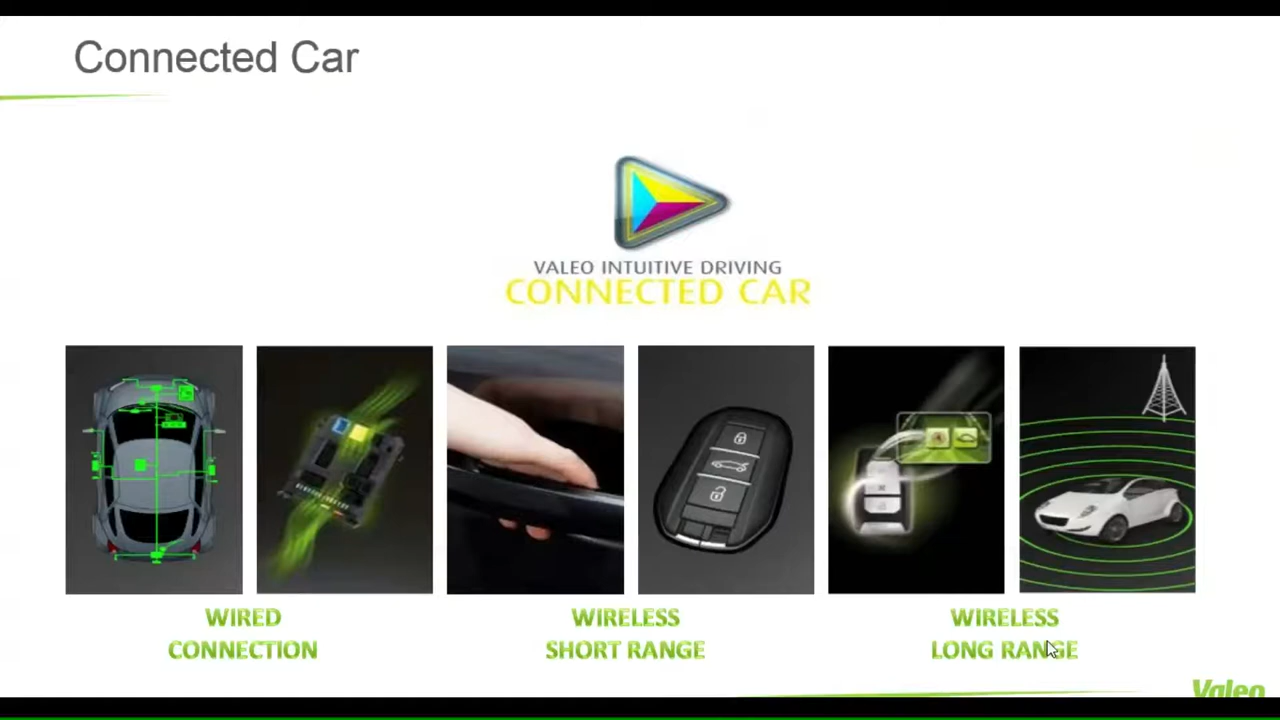 Connected Car
VALEO INTUITIVE DRIVING
CONNECTED CAR
WIRED
CONNECTION
WIRELESS
SHORT RANGE
WIRELESS
LONG RANGE
Valeo